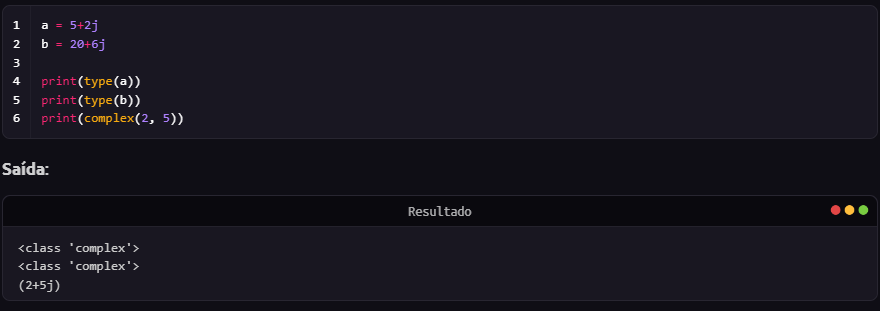 1 a = 5+2j
2 b = 20+6j
3
4 print(type(a))
5 print(type(b))
6 print(complex(2, 5))
Saída:
Resultado
<class 'complex'>
<class 'complex'>
(2+5j)